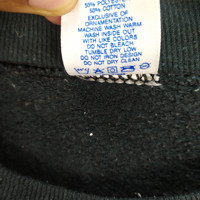 50% POLYESTER
50% COTTON
EXCLUSIVE OF
ORNAMENTATION
MACHINE WASH WARM
WASH INSIDE OUT
WITH LIKE COLORS
DO NOT BLEACH
TUMBLE DRY LOW
DO NOT IRON DESIGN
DO NOT DRY CLEAN